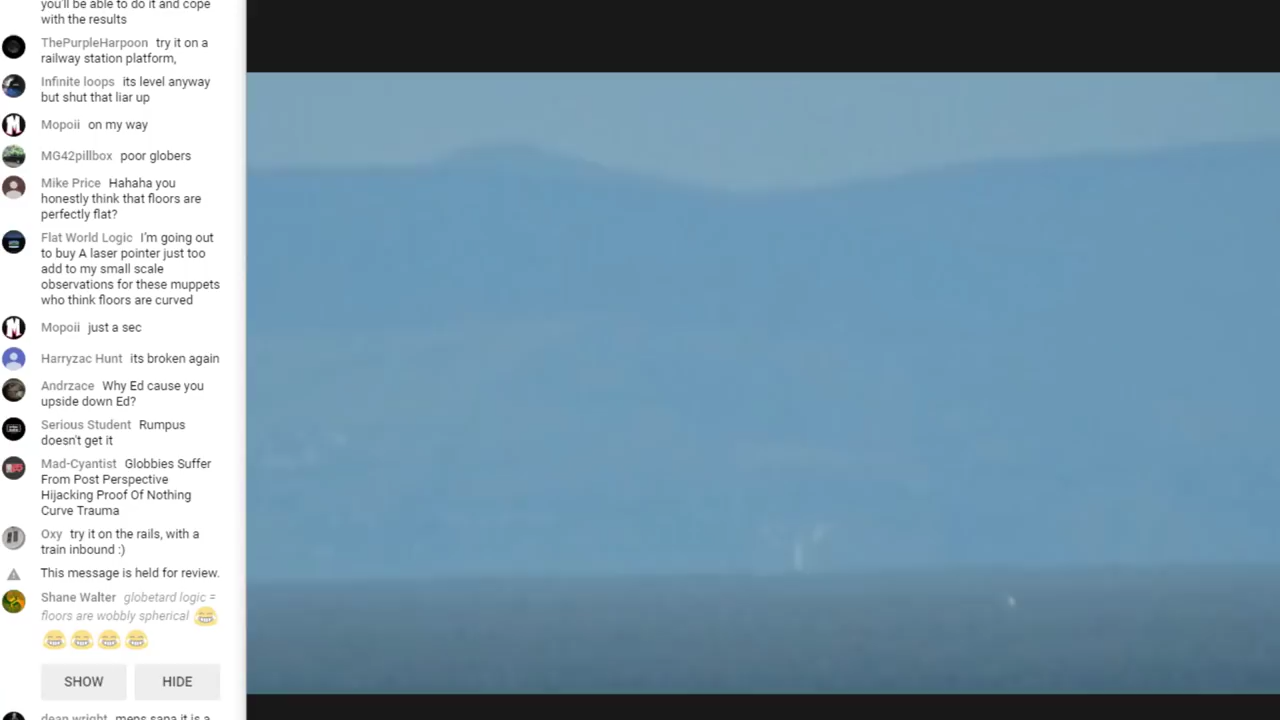 you'll be able to do it and cope
with the results
ThePurpleHarpoon try it on a
railway station platform,
Infinite loops its level anyway
but shut that liar up
Mopoii on my way
MG42pillbox poor globers
Mike Price Hahaha you
honestly think that floors are
perfectly flat?
Flat World Logic I'm going out
to buy A laser pointer just too
add to my small scale
observations for these muppets
who think floors are curved
Mopoii just a sec
Harryzac Hunt its broken again
Andrzace Why Ed cause you
upside down Ed?
Serious Student Rumpus
doesn't get it
Mad-Cyantist Globbies Suffer
From Post Perspective
Hijacking Proof Of Nothing
Curve Trauma
Oxy try it on the rails, with a
train inbound :)
This message is held for review.
Shane Walter globetard logic =
floors are wobbly spherical 😂
😂😂😂😂
SHOW HIDE
dean wright mens sana it is a